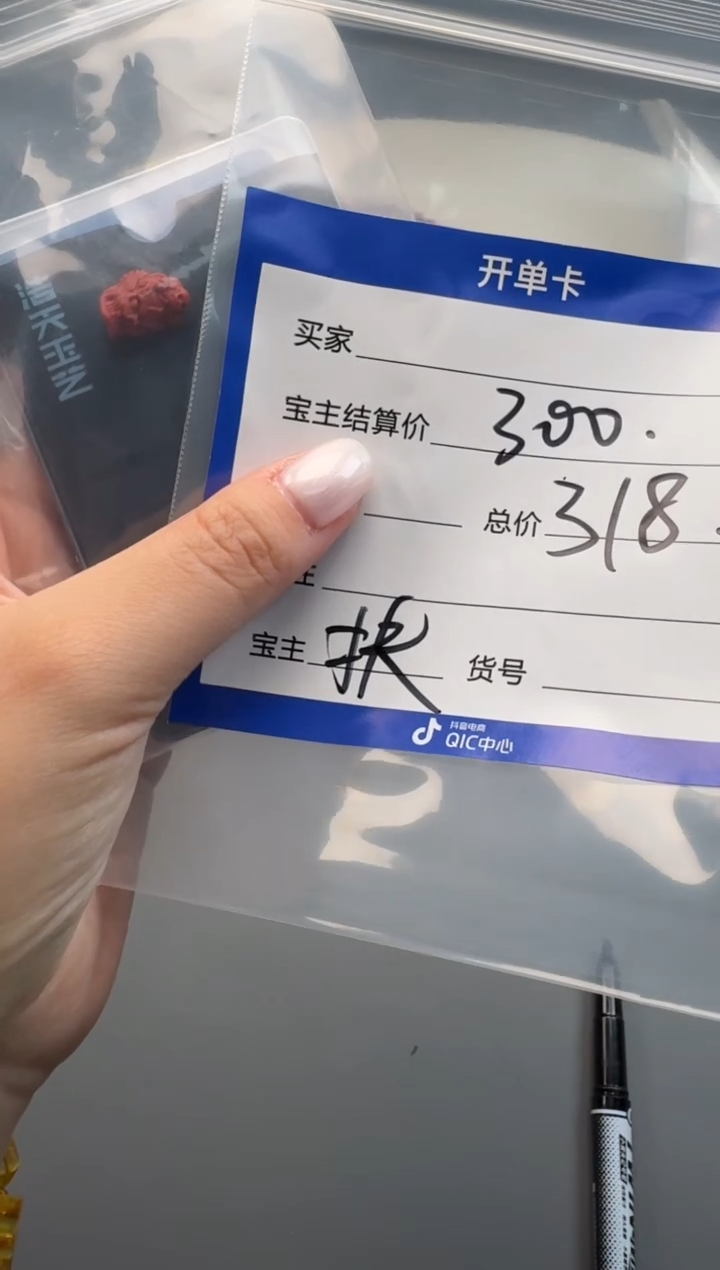 开单卡
买家
宝主结算价 300.
总价 318.
宝主 货号
抖音电商
QIC中心